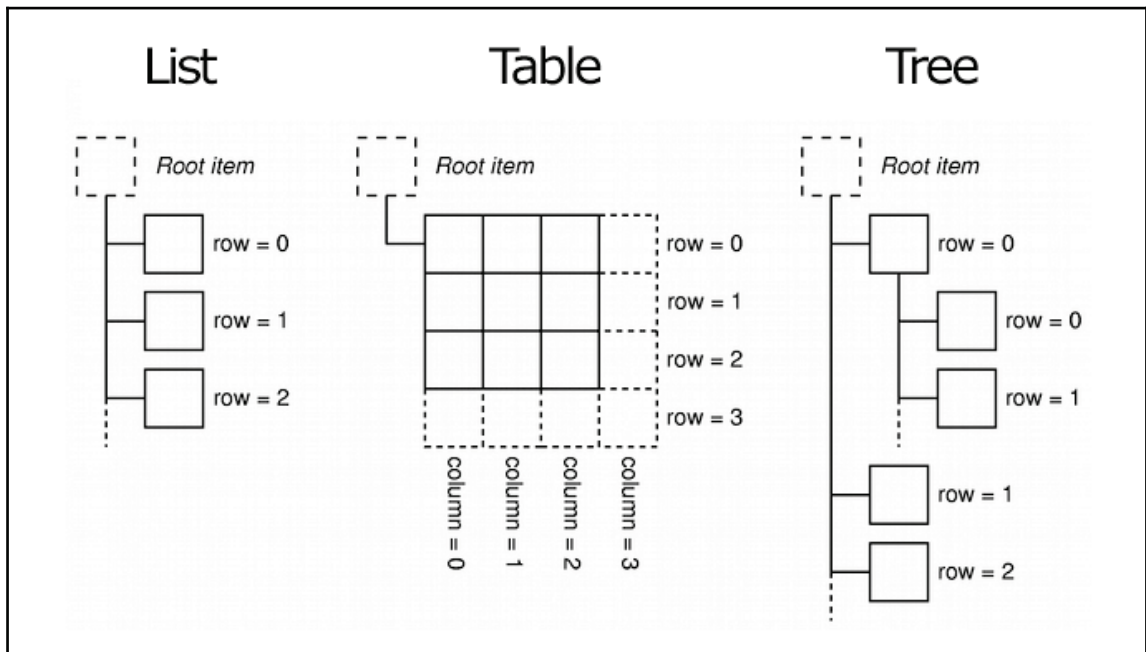 List
Table
Tree
Root item
row = 0
row = 1
row = 2
Root item
row = 0
row = 1
row = 2
row = 3
column = 0
column = 1
column = 2
column = 3
Root item
row = 0
row = 0
row = 1
row = 1
row = 2